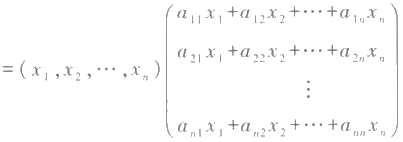 a₁₁x₁+a₁₂x₂+⋯+a₁ₙxₙ
=(x₁,x₂,⋯,xₙ) a₂₁x₁+a₂₂x₂+⋯+a₂ₙxₙ
⋮
aₙ₁x₁+aₙ₂x₂+⋯+aₙₙxₙ